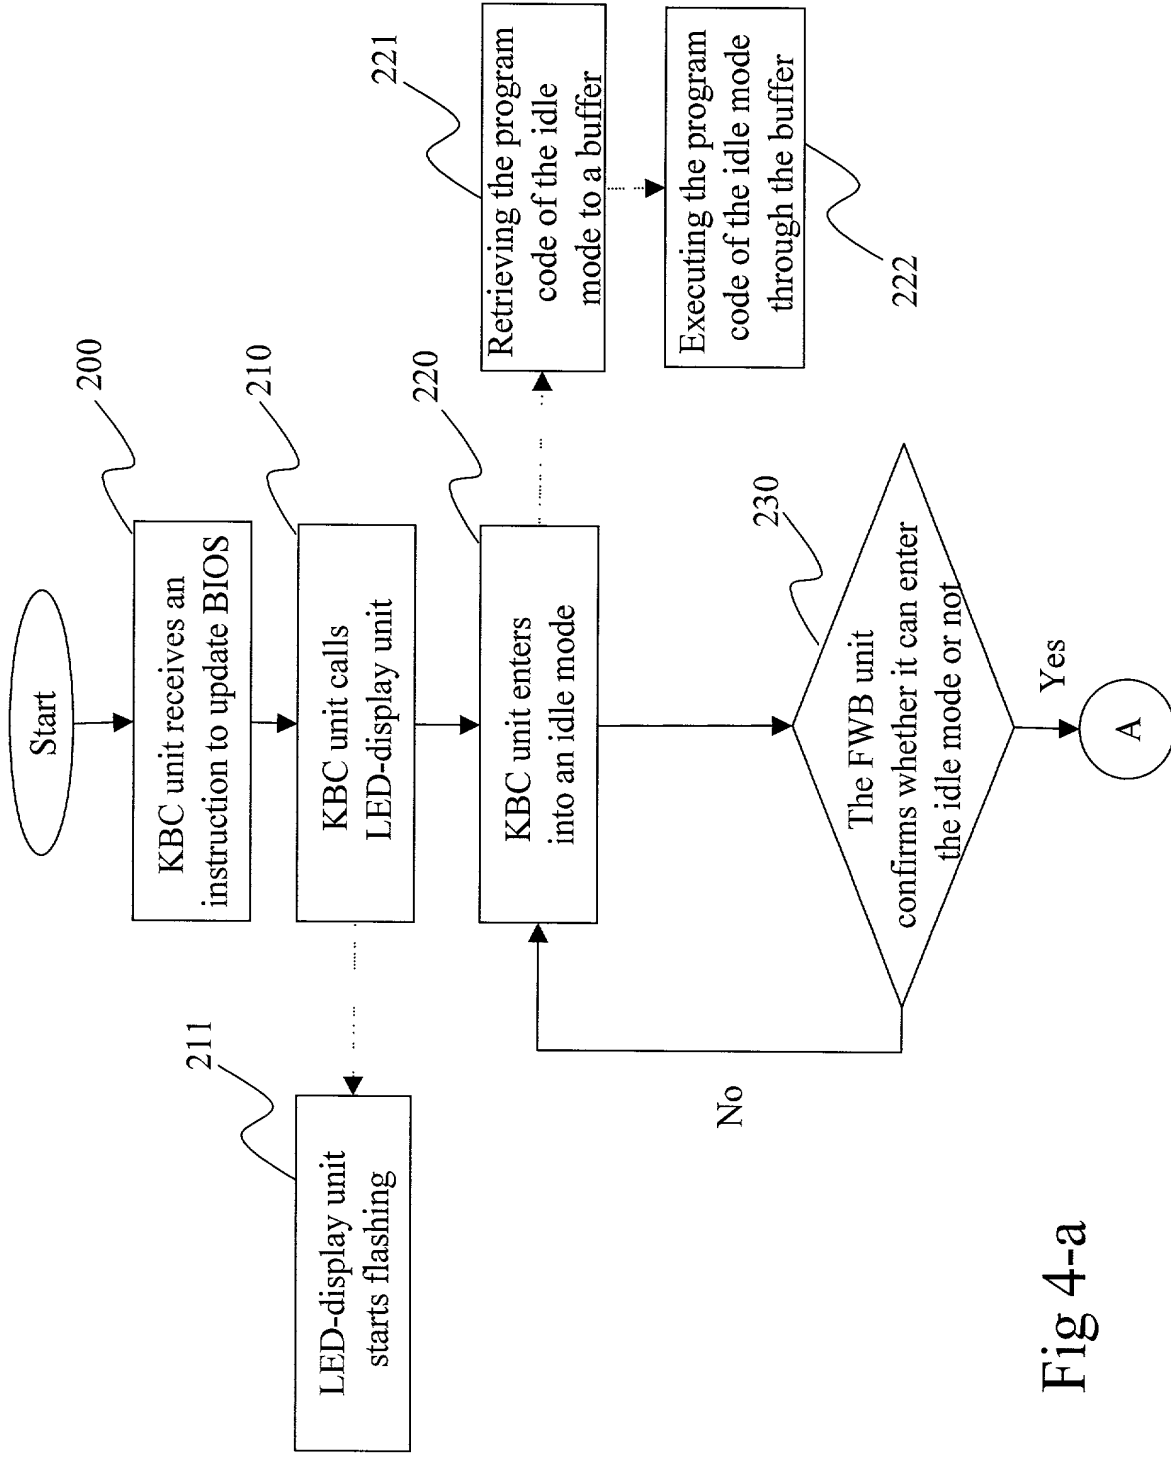 Start
200
KBC unit receives an
instruction to update BIOS
210
KBC unit calls
LED-display unit
211
LED-display unit
starts flashing
220
KBC unit enters
into an idle mode
221
Retrieving the program
code of the idle
mode to a buffer
Executing the program
code of the idle mode
through the buffer
222
230
The FWB unit
confirms whether it can enter
the idle mode or not
No
Yes
A
Fig 4-a